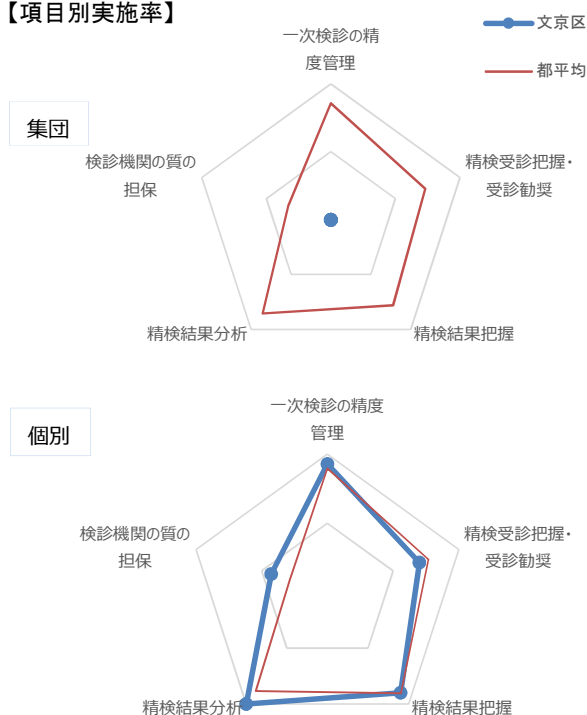 【項目別実施率】
文京区
都平均
集団
一次検診の精
度管理
精検受診把握・
受診勧奨
精検結果把握
精検結果分析
検診機関の質の
担保
個別
一次検診の精度
管理
精検受診把握・
受診勧奨
精検結果把握
精検結果分析
検診機関の質の
担保